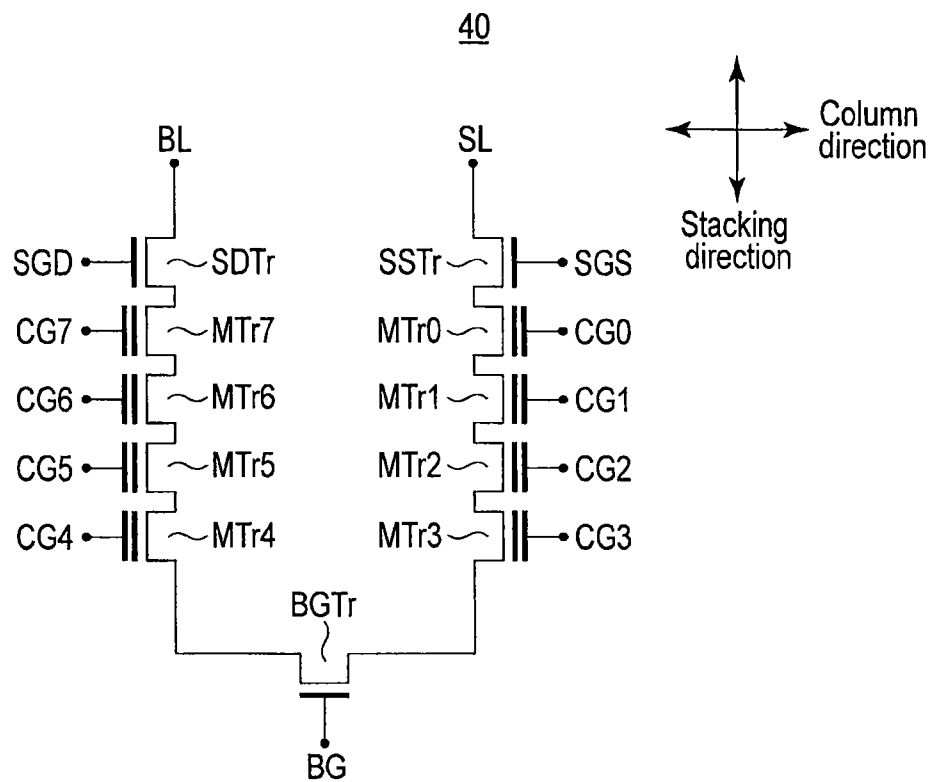 40
BL SL
Column
direction
Stacking
direction
SGD SDTr SSTr SGS
CG7 MTr7 MTr0 CG0
CG6 MTr6 MTr1 CG1
CG5 MTr5 MTr2 CG2
CG4 MTr4 MTr3 CG3
BGTr
BG